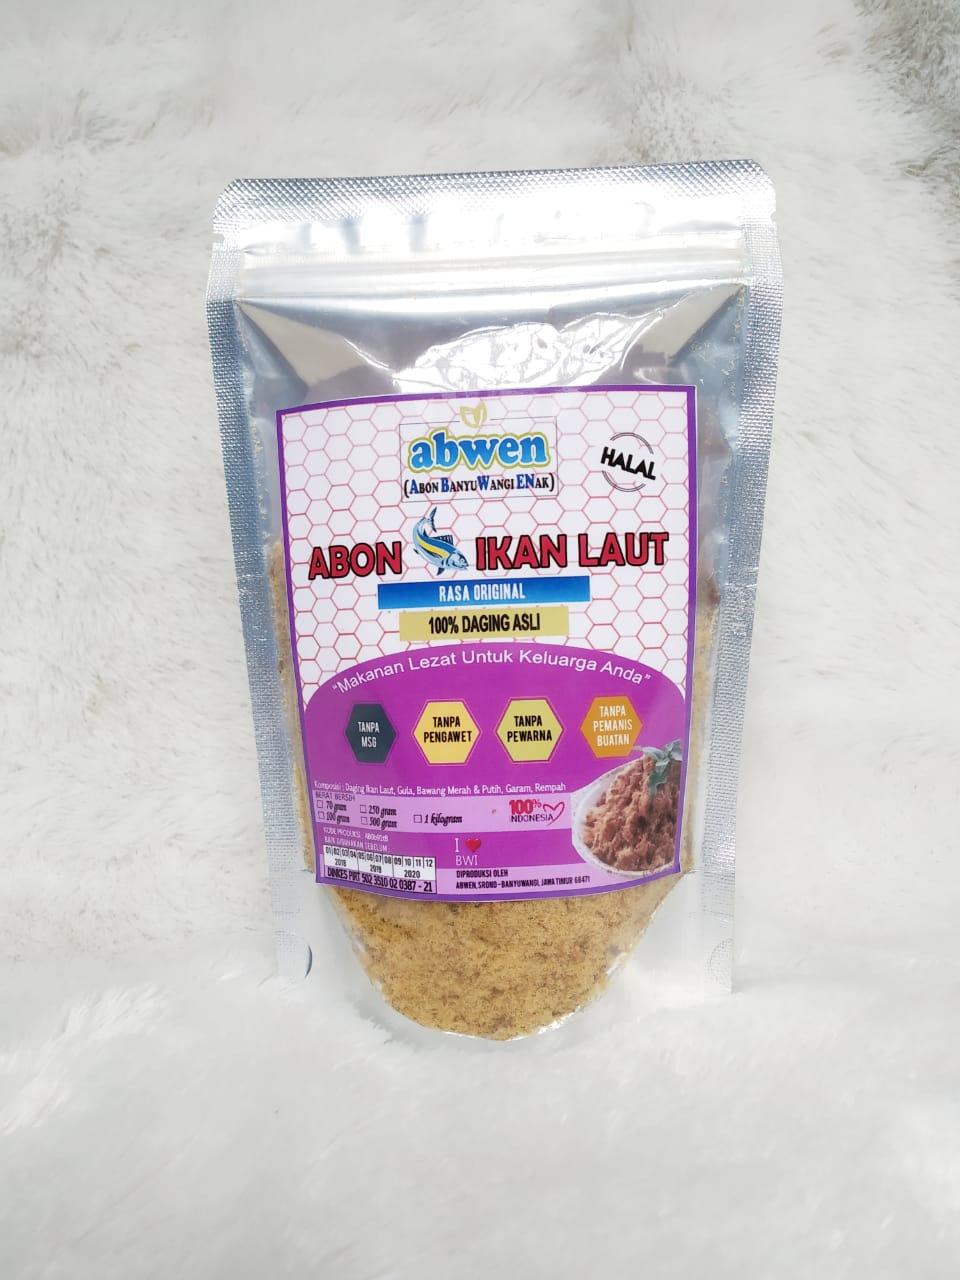 abwen
(ABON BANYUWANGI ENAK)
HALAL
ABON IKAN LAUT
RASA ORIGINAL
100% DAGING ASLI
"Makanan Lezat Untuk Keluarga Anda"
TANPA MSG
TANPA PENGAWET
TANPA PEWARNA
TANPA PEMANIS BUATAN
Komposisi : Daging Ikan Laut, Gula, Bawang Merah & Putih, Garam, Rempah
BERAT BERSIH
70 gram 250 gram
100 gram 500 gram 1 kilogram
100% INDONESIA
KODE PRODUKSI :
BAIK DIGUNAKAN SEBELUM :
01 02 03 04 05 06 07 08 09 10 11 12
2018 2019 2020
DINKES PIRT 502 3510 02 0387 - 21
I ❤ BWI
DIPRODUKSI OLEH
ABWEN, SRONO - BANYUWANGI, JAWA TIMUR 68471